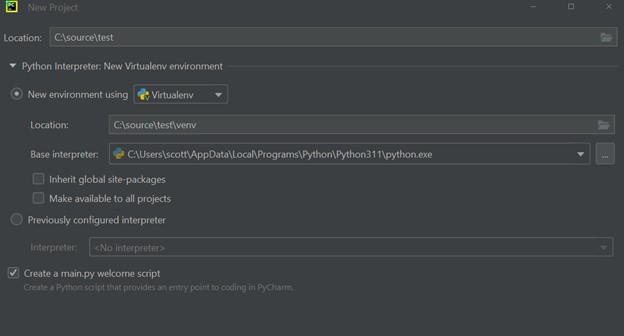 New Project
Location: C:\source\test
Python Interpreter: New Virtualenv environment
New environment using Virtualenv
Location: C:\source\test\venv
Base interpreter: C:\Users\scott\AppData\Local\Programs\Python\Python311\python.exe ...
Inherit global site-packages
Make available to all projects
Previously configured interpreter
Interpreter: <No interpreter>
Create a main.py welcome script
Create a Python script that provides an entry point to coding in PyCharm.